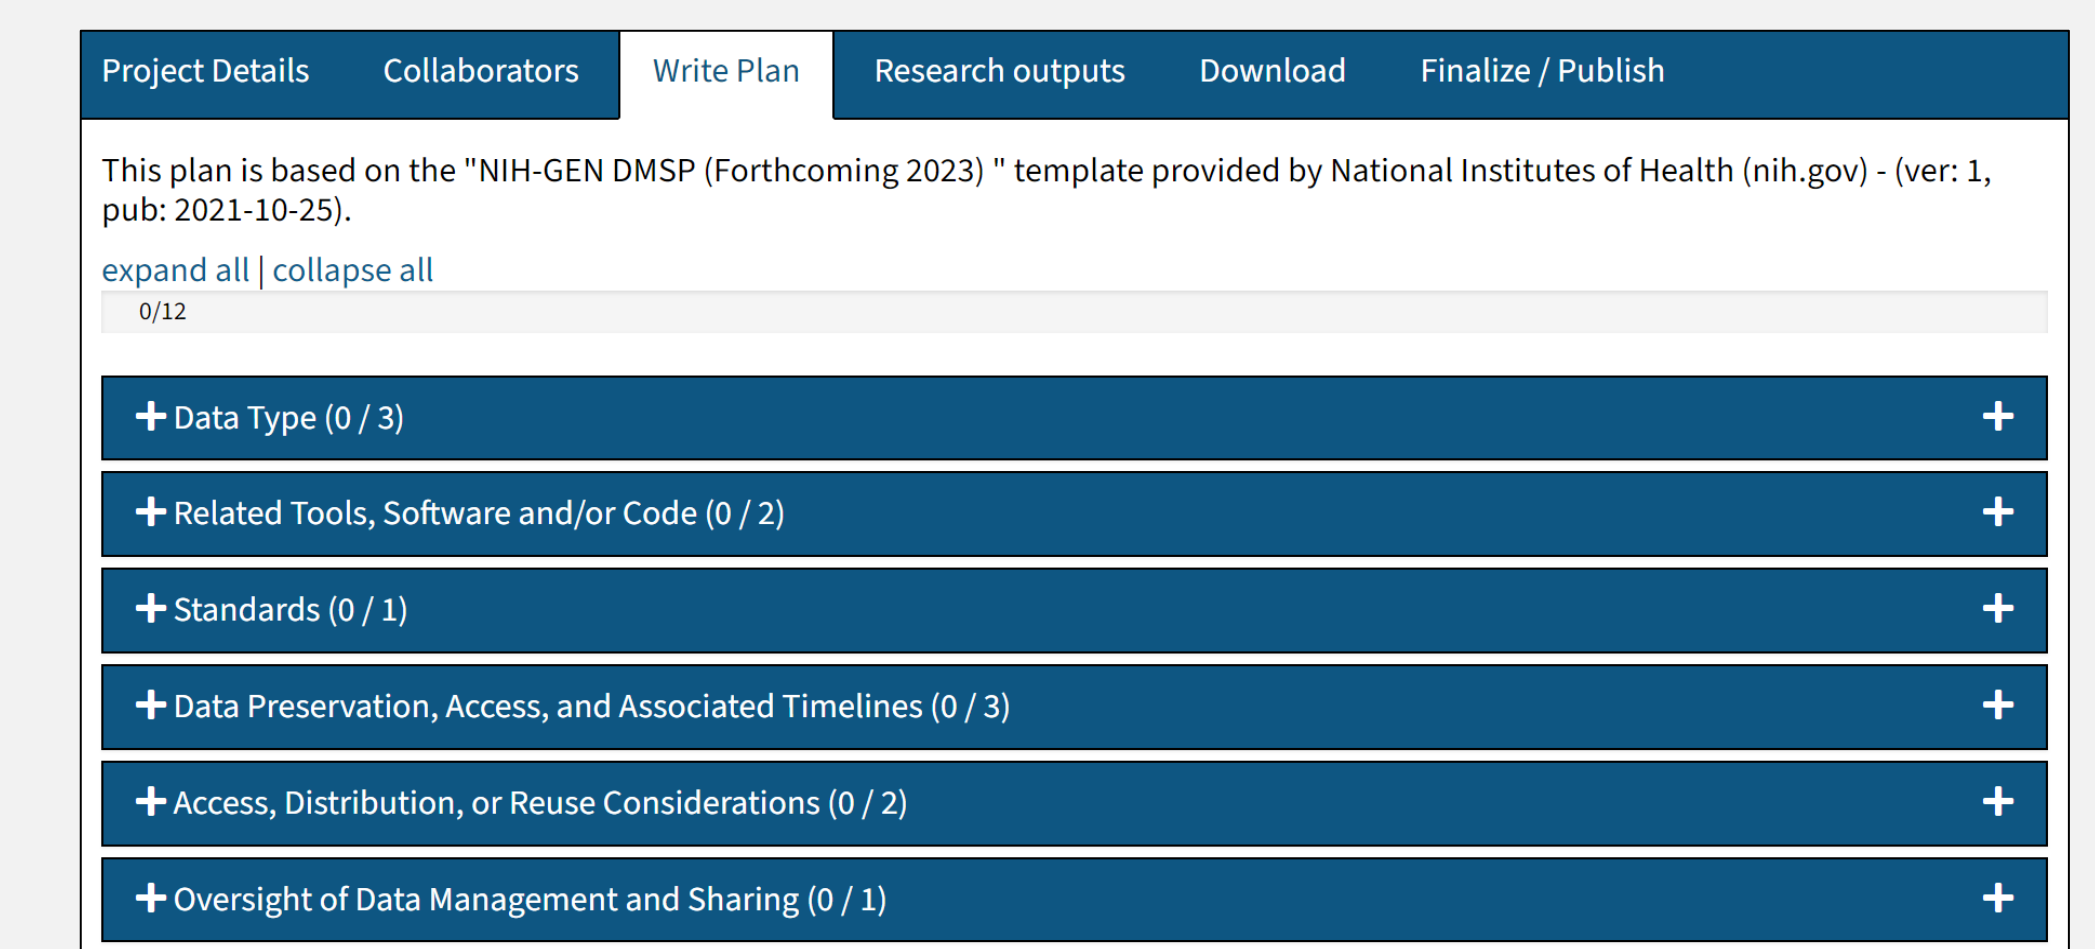 Project Details Collaborators Write Plan Research outputs Download Finalize / Publish
This plan is based on the "NIH-GEN DMSP (Forthcoming 2023) " template provided by National Institutes of Health (nih.gov) - (ver: 1,
pub: 2021-10-25).
expand all | collapse all
0/12
Data Type (0 / 3)
Related Tools, Software and/or Code (0 / 2)
Standards (0 / 1)
Data Preservation, Access, and Associated Timelines (0 / 3)
Access, Distribution, or Reuse Considerations (0 / 2)
Oversight of Data Management and Sharing (0 / 1)